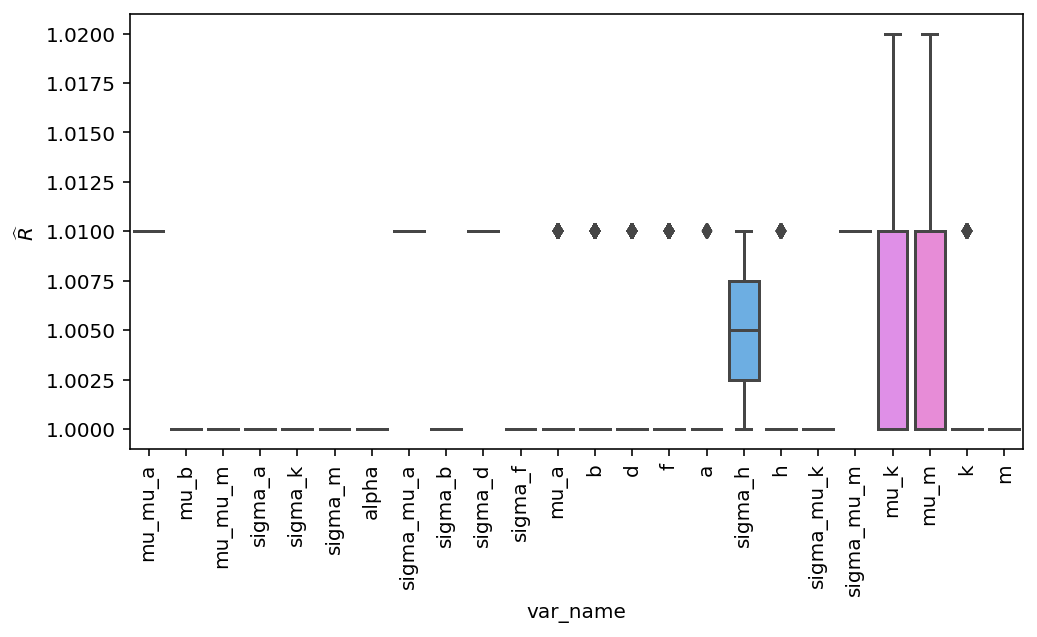 1.0200
1.0175
1.0150
1.0125
1.0100
1.0075
1.0050
1.0025
1.0000
R̂
mu_mu_a
mu_b
mu_mu_m
sigma_a
sigma_k
sigma_m
alpha
sigma_mu_a
sigma_b
sigma_d
sigma_f
mu_a
b
d
f
a
sigma_h
h
sigma_mu_k
sigma_mu_m
mu_k
mu_m
k
m
var_name